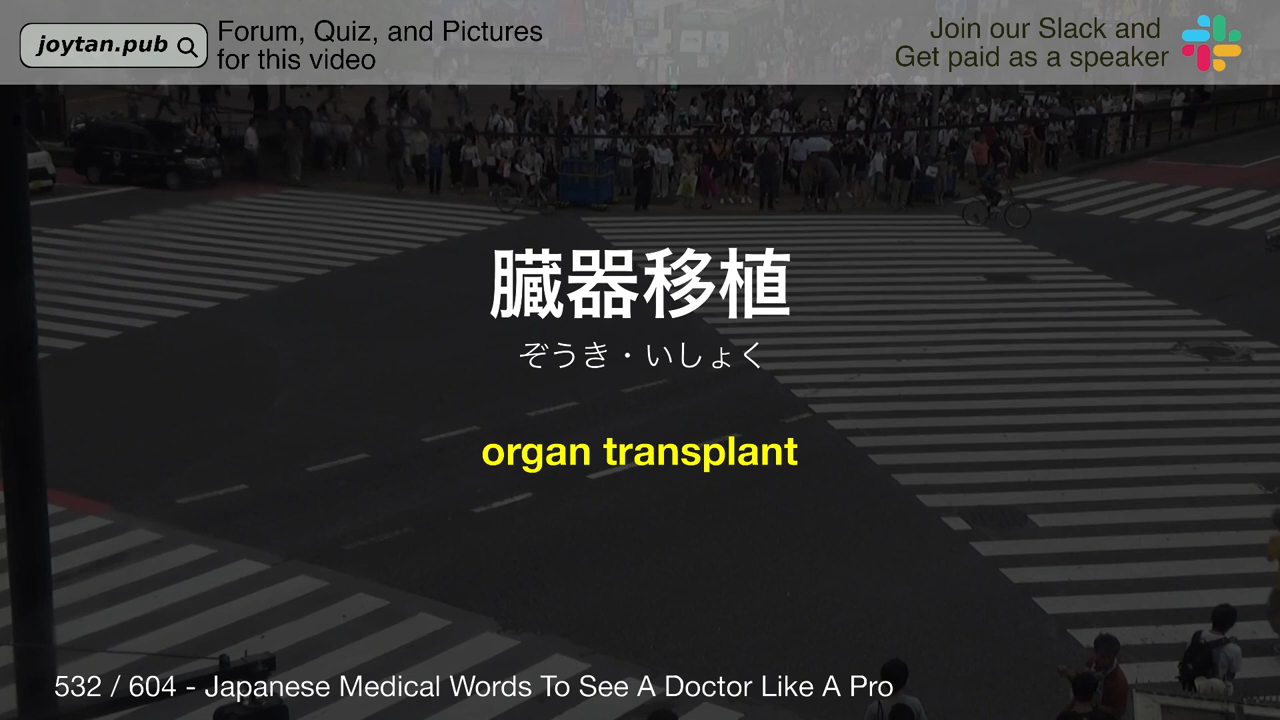 joytan.pub
Forum, Quiz, and Pictures
for this video
Join our Slack and
Get paid as a speaker
臓器移植
ぞうき・いしょく
organ transplant
532 / 604 - Japanese Medical Words To See A Doctor Like A Pro